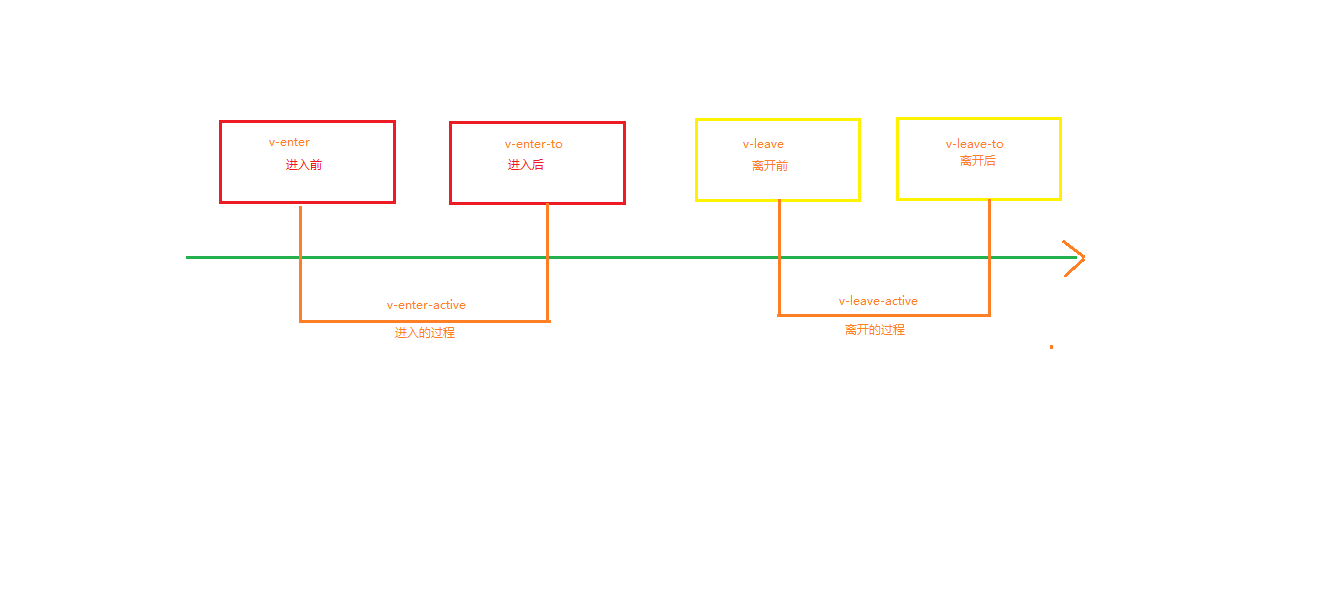 v-enter
进入前
v-enter-to
进入后
v-leave
离开前
v-leave-to
离开后
v-enter-active
进入的过程
v-leave-active
离开的过程